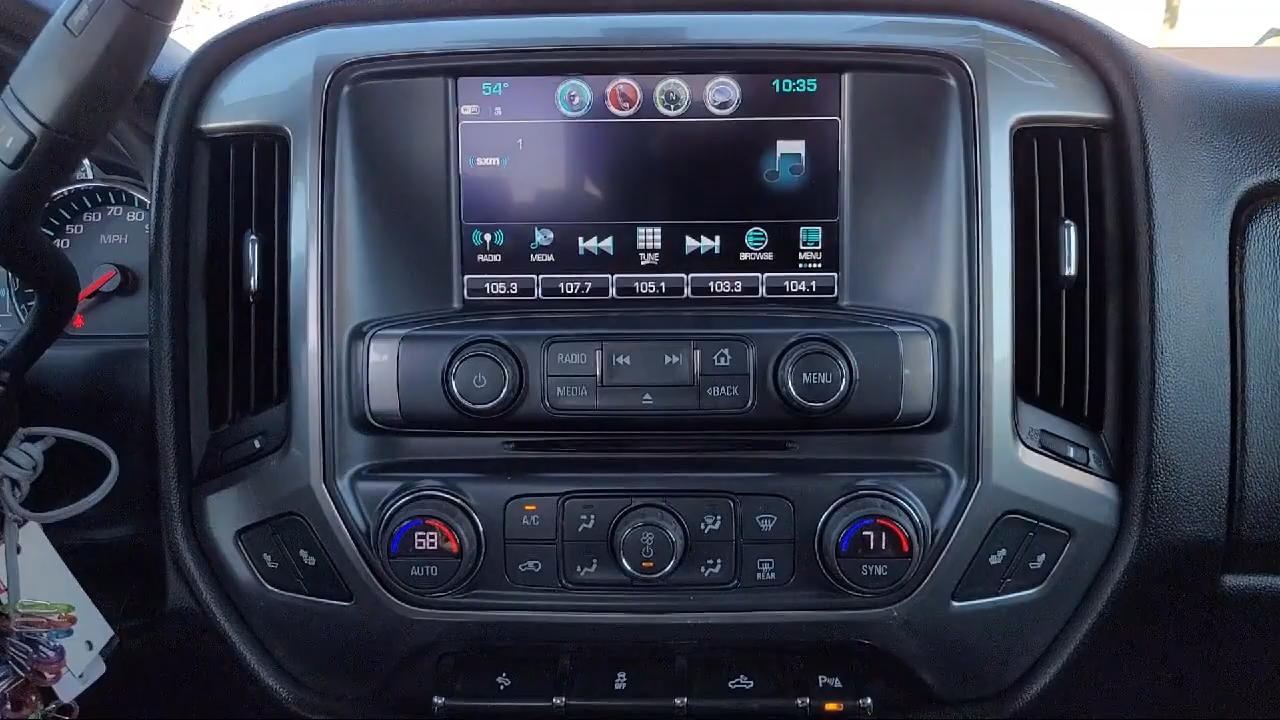 54°
N
10:35
1
((sxm))
RADIO
MEDIA
TUNE
BROWSE
MENU
105.3
107.7
105.1
103.3
104.1
40
50
60
70
80
MPH
RADIO
MEDIA
BACK
MENU
68
AUTO
A/C
REAR
71
SYNC
OFF
P